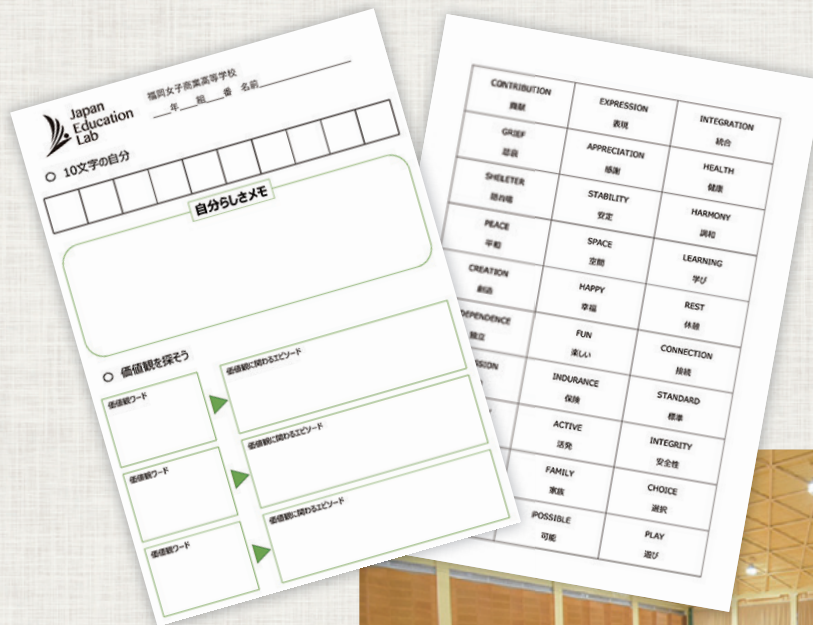 Japan
Education
Lab
福岡女子商業高等学校
年 組 番 名前
10文字の自分
自分らしさメモ
価値観を探そう
価値観ワード
価値観に関わるエピソード
価値観ワード
価値観に関わるエピソード
価値観ワード
価値観に関わるエピソード
CONTRIBUTION
貢献
EXPRESSION
表現
INTEGRATION
統合
GRIEF
悲哀
APPRECIATION
感謝
HEALTH
健康
SHELETER
隠れ場
STABILITY
安定
HARMONY
調和
PEACE
平和
SPACE
空間
LEARNING
学び
CREATION
創造
HAPPY
幸福
REST
休憩
DEPENDENCE
独立
FUN
楽しい
CONNECTION
接続
SSION
INDURANCE
保険
STANDARD
標準
ACTIVE
活発
INTEGRITY
安全性
FAMILY
家族
CHOICE
選択
POSSIBLE
可能
PLAY
遊び